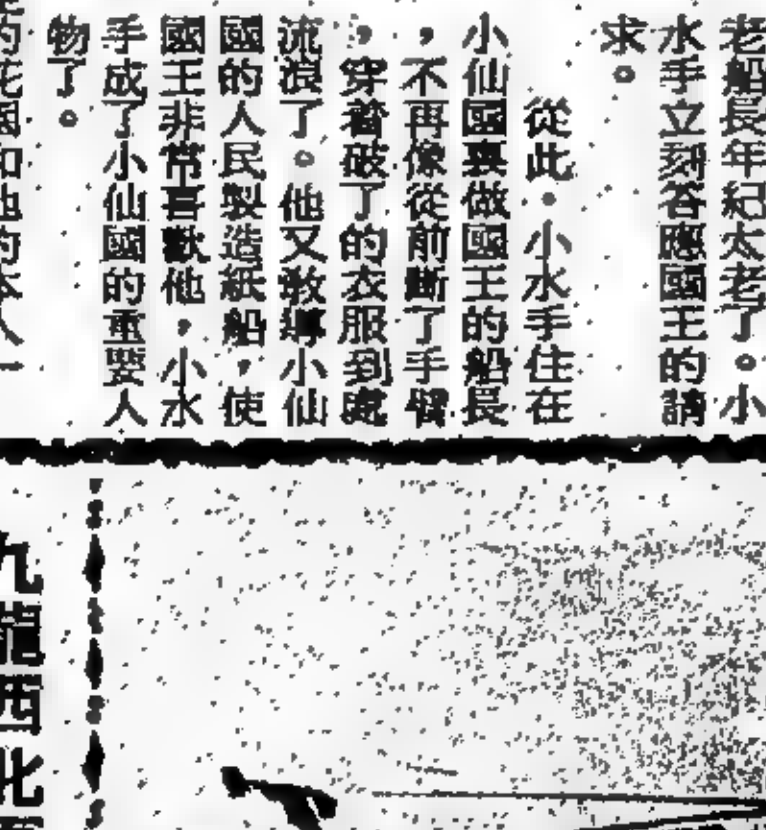 老船長年紀太老了。小
水手立刻答應國王的請
求。
從此，小水手住在
小仙國裏做國王的船長
，不再像從前斷了手臂
，穿着破了的衣服到處
流浪了。他又教導小仙
國的人民製造紙船，使
國王非常喜歡他，小水
手成了小仙國的重要人
物了。
九龍西北